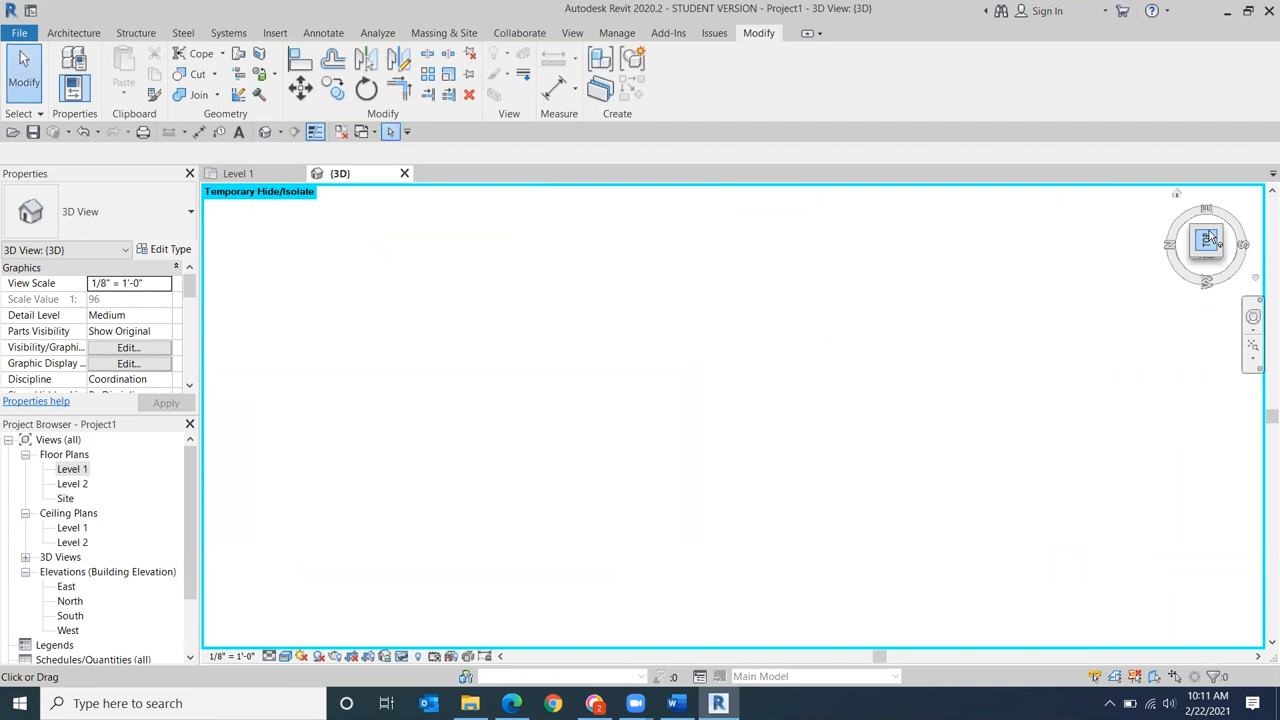 Autodesk Revit 2020.2 - STUDENT VERSION - Project1 - 3D View: {3D}
Sign In
File Architecture Structure Steel Systems Insert Annotate Analyze Massing & Site Collaborate View Manage Add-Ins Issues Modify
Modify
Paste
Cope
Cut
Join
Select Properties Clipboard Geometry Modify View Measure Create
Properties
3D View
3D View: {3D}
Edit Type
Graphics
View Scale 1/8" = 1'-0"
Scale Value 1: 96
Detail Level Medium
Parts Visibility Show Original
Visibility/Graphi... Edit...
Graphic Display ... Edit...
Discipline Coordination
Properties help
Apply
Level 1
{3D}
Temporary Hide/Isolate
E
N
TOP
S
W
Project Browser - Project1
Views (all)
Floor Plans
Level 1
Level 2
Site
Ceiling Plans
Level 1
Level 2
3D Views
Elevations (Building Elevation)
East
North
South
West
Legends
Schedules/Quantities (all)
1/8" = 1'-0"
Click or Drag
:0
Main Model
:0
Type here to search
2
10:11 AM
2/22/2021